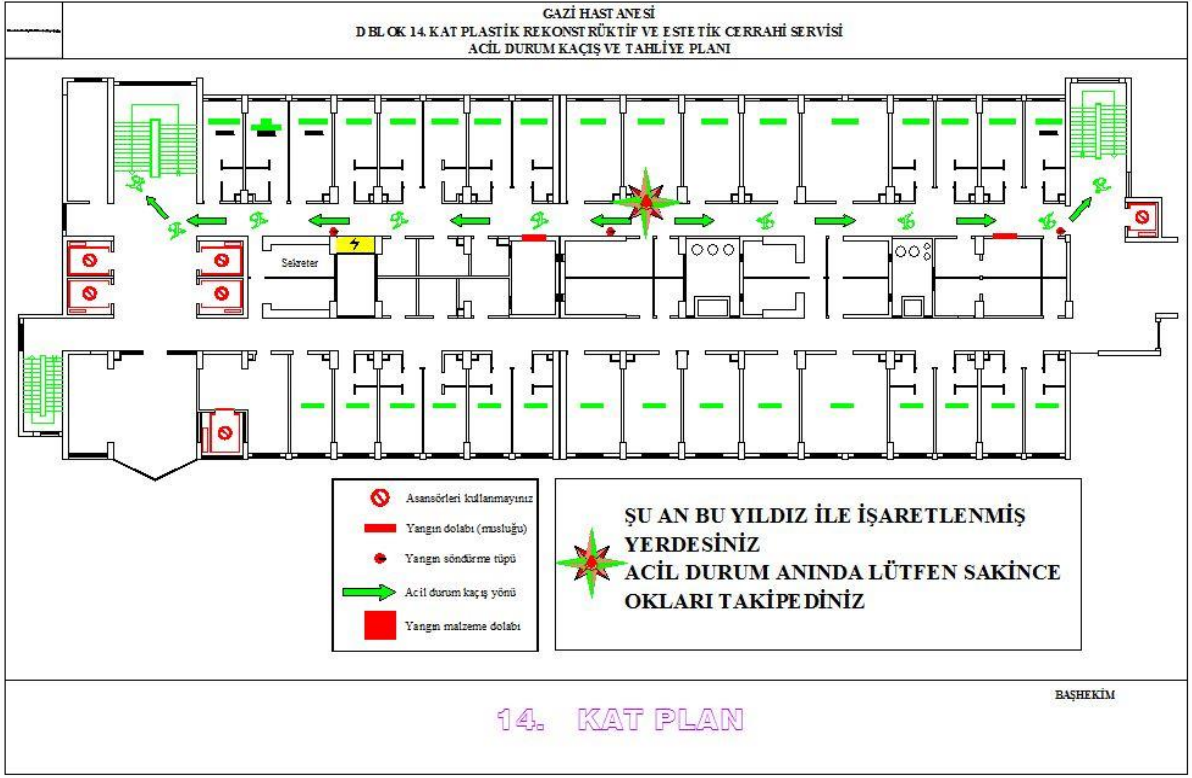 GAZİ HASTANESİ
D BLOK 14. KAT PLASTİK REKONSTRÜKTİF VE ESTETİK CERRAHİ SERVİSİ
ACİL DURUM KAÇIŞ VE TAHLİYE PLANI
Sekreter
Asansörleri kullanmayınız
Yangın dolabı (musluğu)
Yangın söndürme tüpü
Acil durum kaçış yönü
Yangın malzeme dolabı
ŞU AN BU YILDIZ İLE İŞARETLENMİŞ
YERDESİNİZ
ACİL DURUM ANINDA LÜTFEN SAKİNCE
OKLARI TAKİP EDİNİZ
BAŞHEKİM
14. KAT PLAN